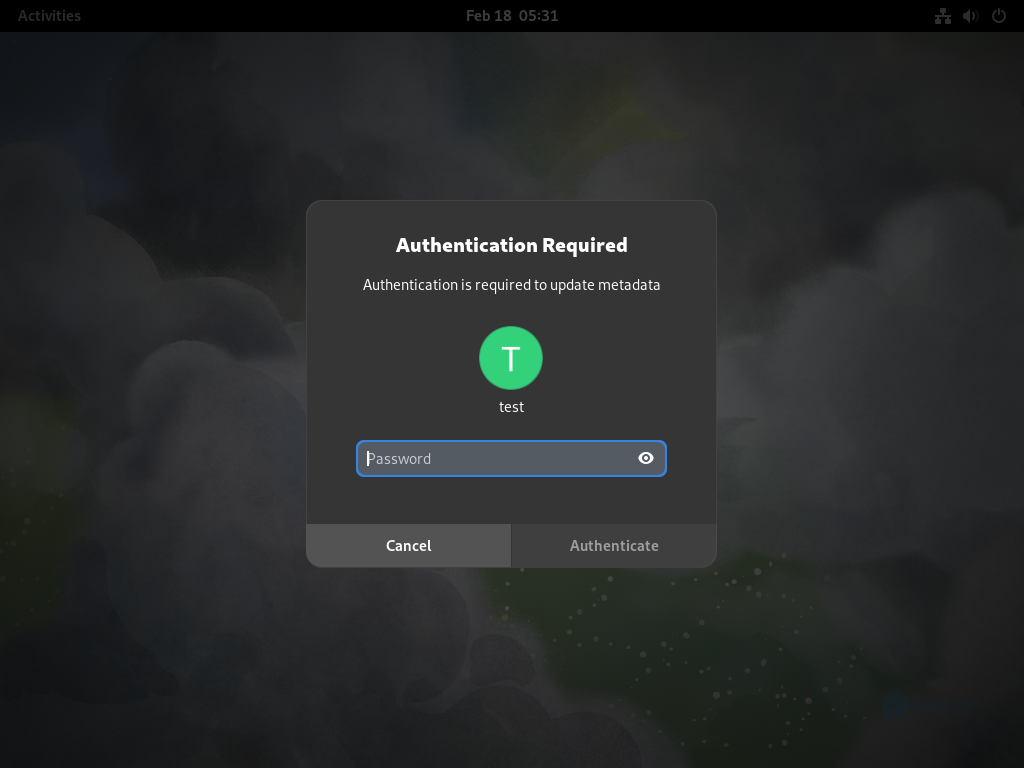 Activities
Feb 18 05:31
Authentication Required
Authentication is required to update metadata
T
test
Password
Cancel
Authenticate